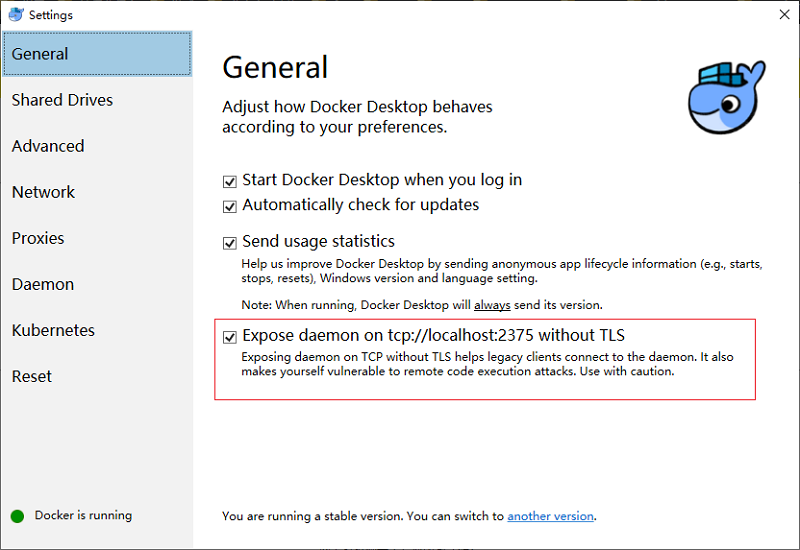 Settings
General
Shared Drives
Advanced
Network
Proxies
Daemon
Kubernetes
Reset
Docker is running
General
Adjust how Docker Desktop behaves
according to your preferences.
Start Docker Desktop when you log in
Automatically check for updates
Send usage statistics
Help us improve Docker Desktop by sending anonymous app lifecycle information (e.g., starts,
stops, resets), Windows version and language setting.
Note: When running, Docker Desktop will always send its version.
Expose daemon on tcp://localhost:2375 without TLS
Exposing daemon on TCP without TLS helps legacy clients connect to the daemon. It also
makes yourself vulnerable to remote code execution attacks. Use with caution.
You are running a stable version. You can switch to another version.